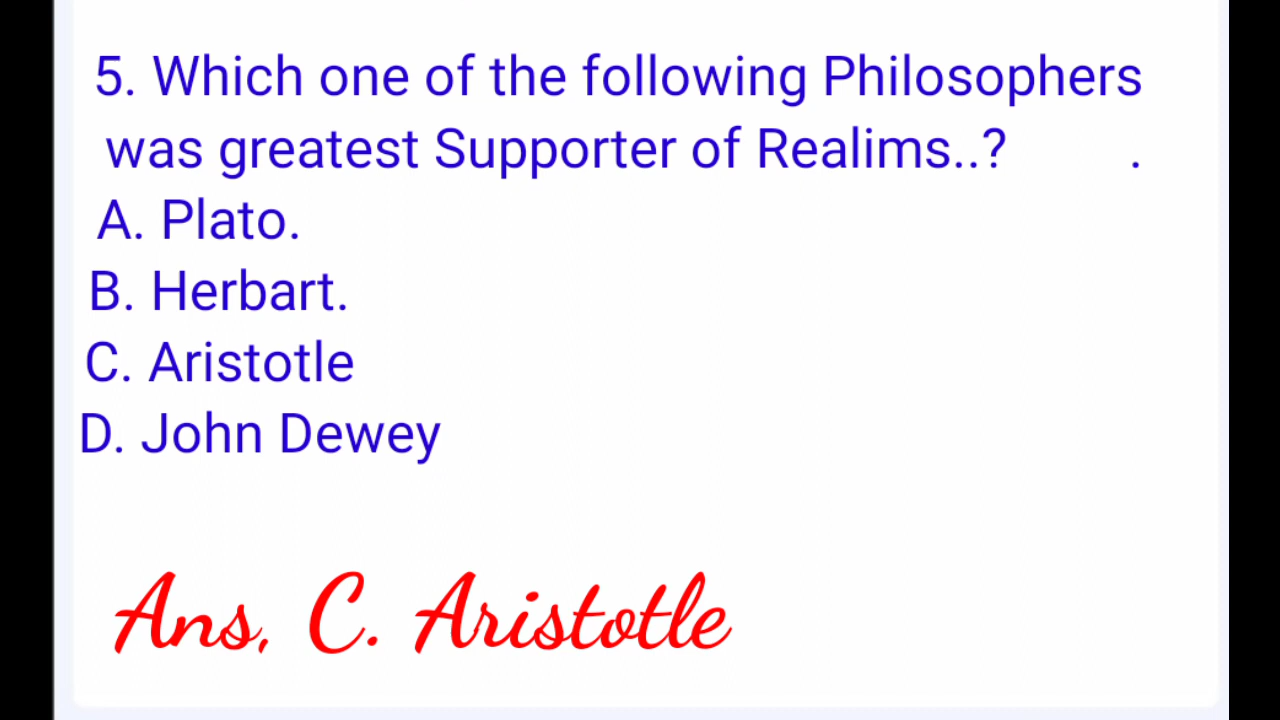 5. Which one of the following Philosophers
was greatest Supporter of Realims..? .
A. Plato.
B. Herbart.
C. Aristotle
D. John Dewey
Ans, C. Aristotle